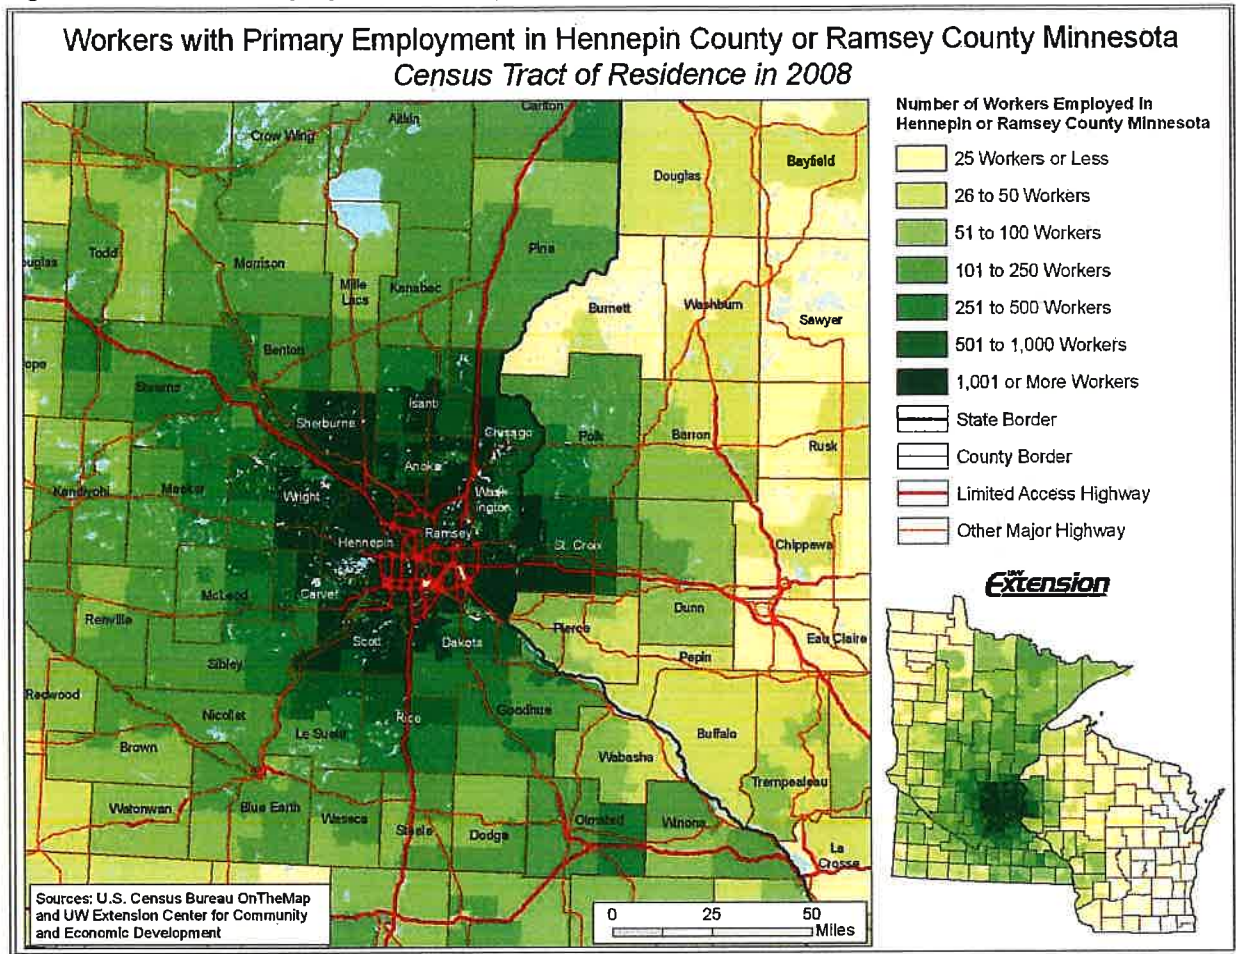 Workers with Primary Employment in Hennepin County or Ramsey County Minnesota
Census Tract of Residence in 2008
Carlton
Aitkin
Crow Wing
Bayfield
Douglas
Todd
Pine
ouglas
Morrison
Mille
Lacs
Kanabec
Burnett
Washburn
Sawyer
Benton
ope
Stearns
Isanti
Sherburne
Chisago
Polk
Barron
Rusk
Anoka
Kandiyohi
Meeker
Wright
Wash-
ington
Ramsey
Hennepin
St. Croix
Chippewa
McLeod
Carver
Dunn
Renville
Pierce
Scott
Dakota
Eau Claire
Sibley
Pepin
Redwood
Nicollet
Rice
Goodhue
Le Sueur
Buffalo
Brown
Wabasha
Trempealeau
Watonwan
Blue Earth
Waseca
Steele
Dodge
Olmsted
Winona
La
Crosse
Sources: U.S. Census Bureau OnTheMap
and UW Extension Center for Community
and Economic Development
0 25 50
Miles
Number of Workers Employed in
Hennepin or Ramsey County Minnesota
25 Workers or Less
26 to 50 Workers
51 to 100 Workers
101 to 250 Workers
251 to 500 Workers
501 to 1,000 Workers
1,001 or More Workers
State Border
County Border
Limited Access Highway
Other Major Highway
UW
Extension